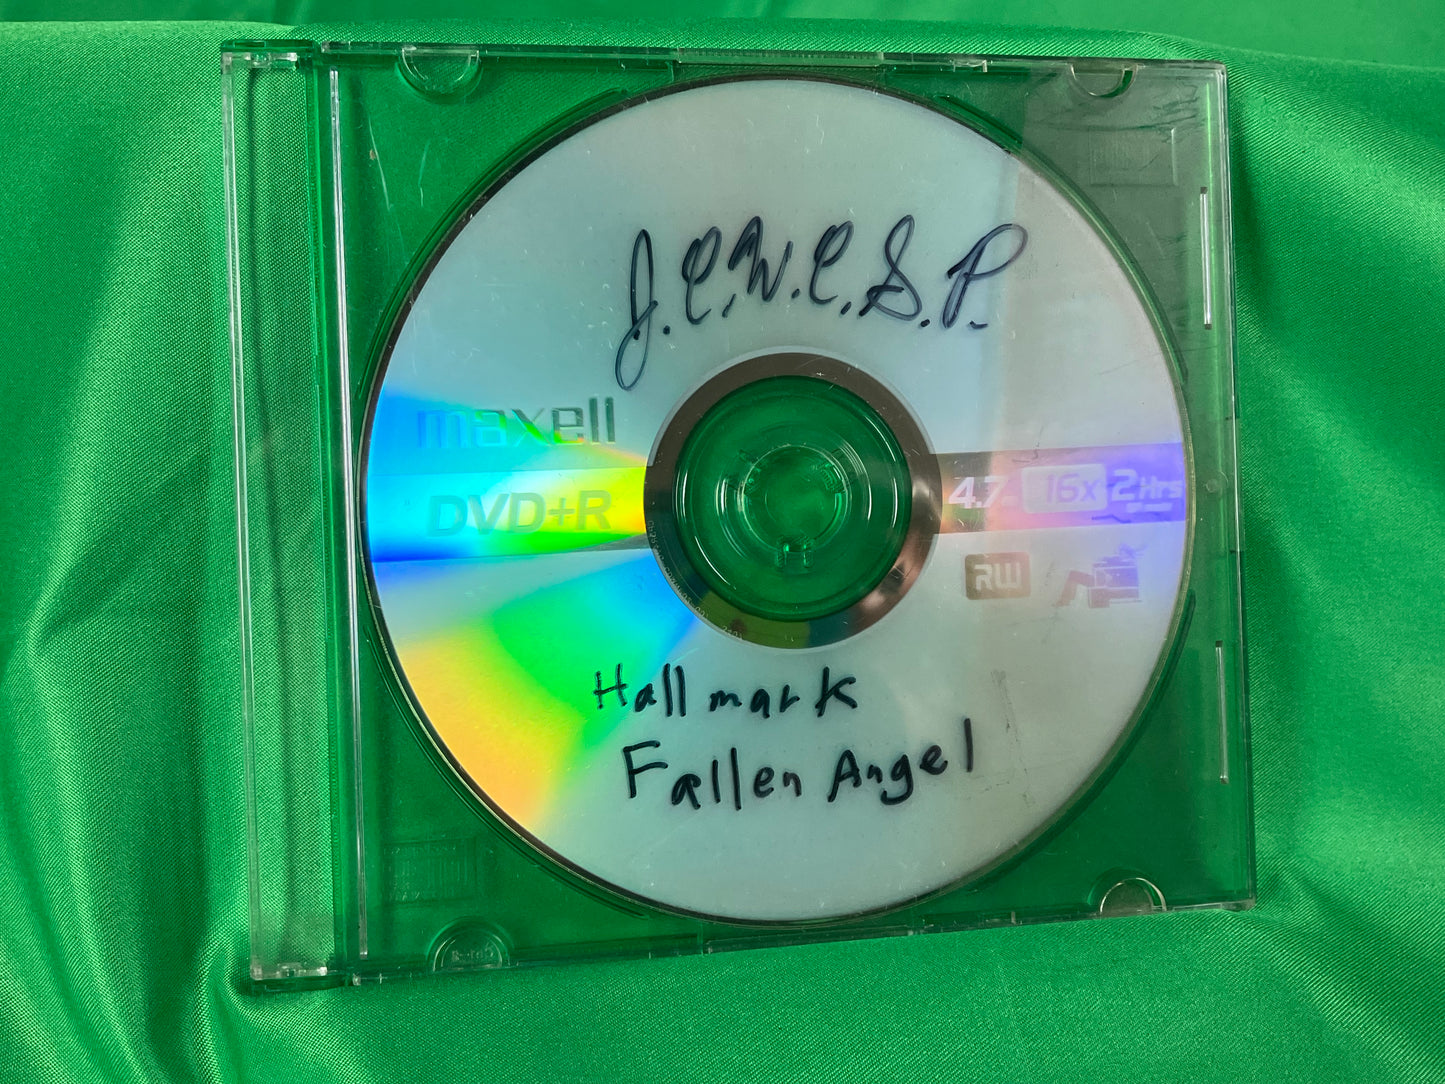 J.C.W.C.S.P.
maxell
DVD+R
4.7 16x 2Hrs
RW
Hallmark
Fallen Angel